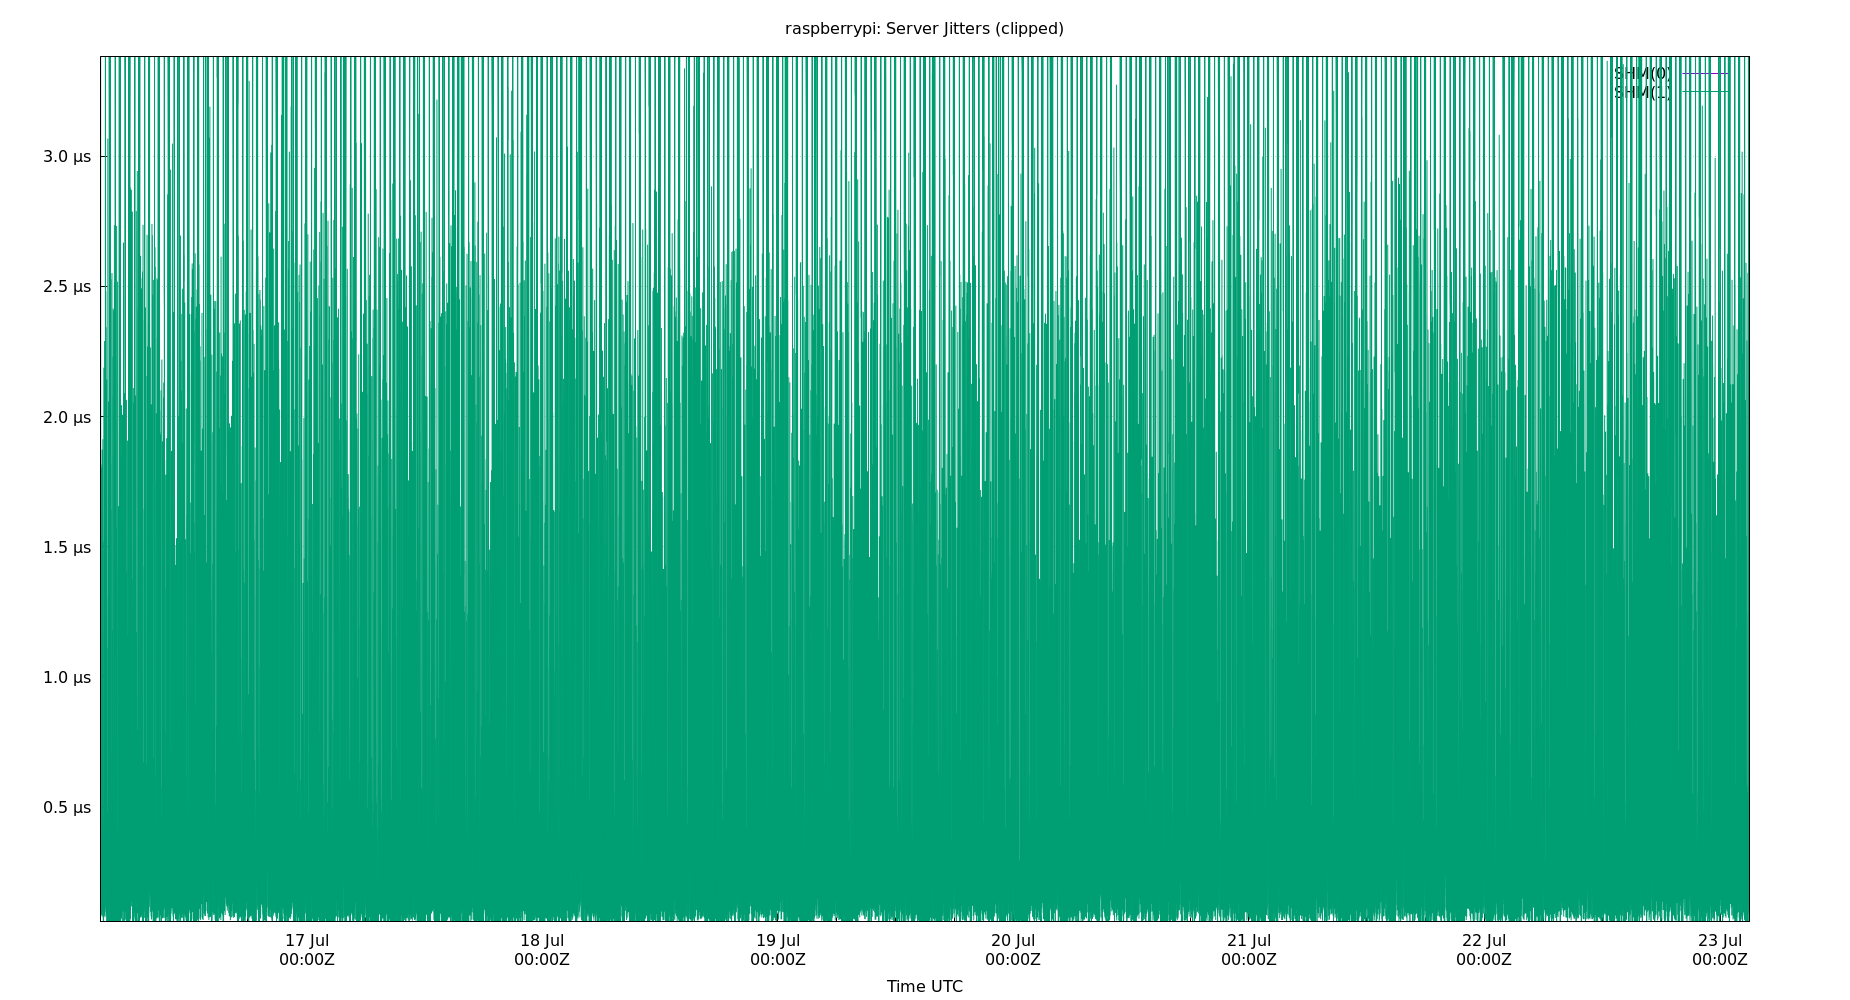 raspberrypi: Server Jitters (clipped)
SHM(0)
SHM(1)
3.0 µs
2.5 µs
2.0 µs
1.5 µs
1.0 µs
0.5 µs
17 Jul 18 Jul 19 Jul 20 Jul 21 Jul 22 Jul 23 Jul
00:00Z 00:00Z 00:00Z 00:00Z 00:00Z 00:00Z 00:00Z
Time UTC